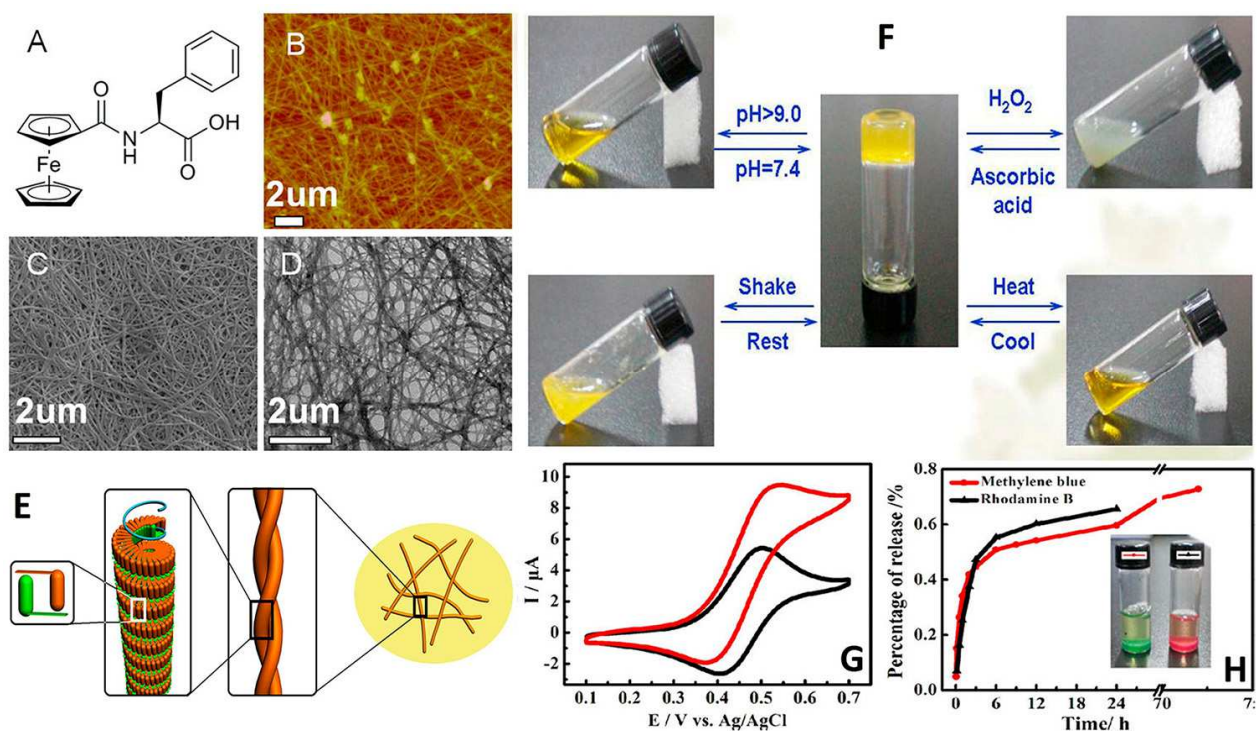 A
O
OH
N
H
O
Fe
B
2um
C
2um
D
2um
F
pH>9.0
pH=7.4
H₂O₂
Ascorbic
acid
Shake
Rest
Heat
Cool
E
10
8
6
4
2
0
-2
I / μA
0.1 0.2 0.3 0.4 0.5 0.6 0.7
E / V vs. Ag/AgCl
G
Methylene blue
Rhodamine B
0.8
0.6
0.4
0.2
0.0
Percentage of release /%
0 6 12 18 24 70
Time/ h
H